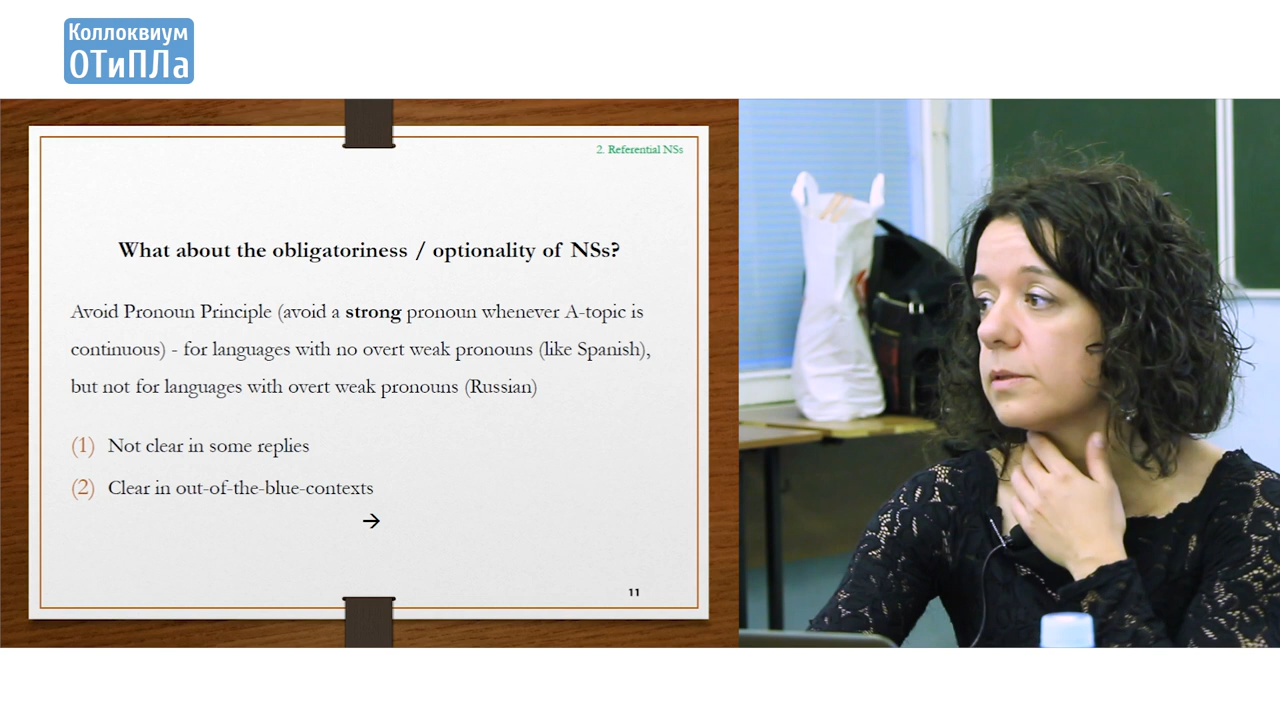 Коллоквиум
ОТиПЛа
2. Referential NSs
What about the obligatoriness / optionality of NSs?
Avoid Pronoun Principle (avoid a strong pronoun whenever A-topic is
continuous) - for languages with no overt weak pronouns (like Spanish),
but not for languages with overt weak pronouns (Russian)
(1) Not clear in some replies
(2) Clear in out-of-the-blue-contexts
→
11